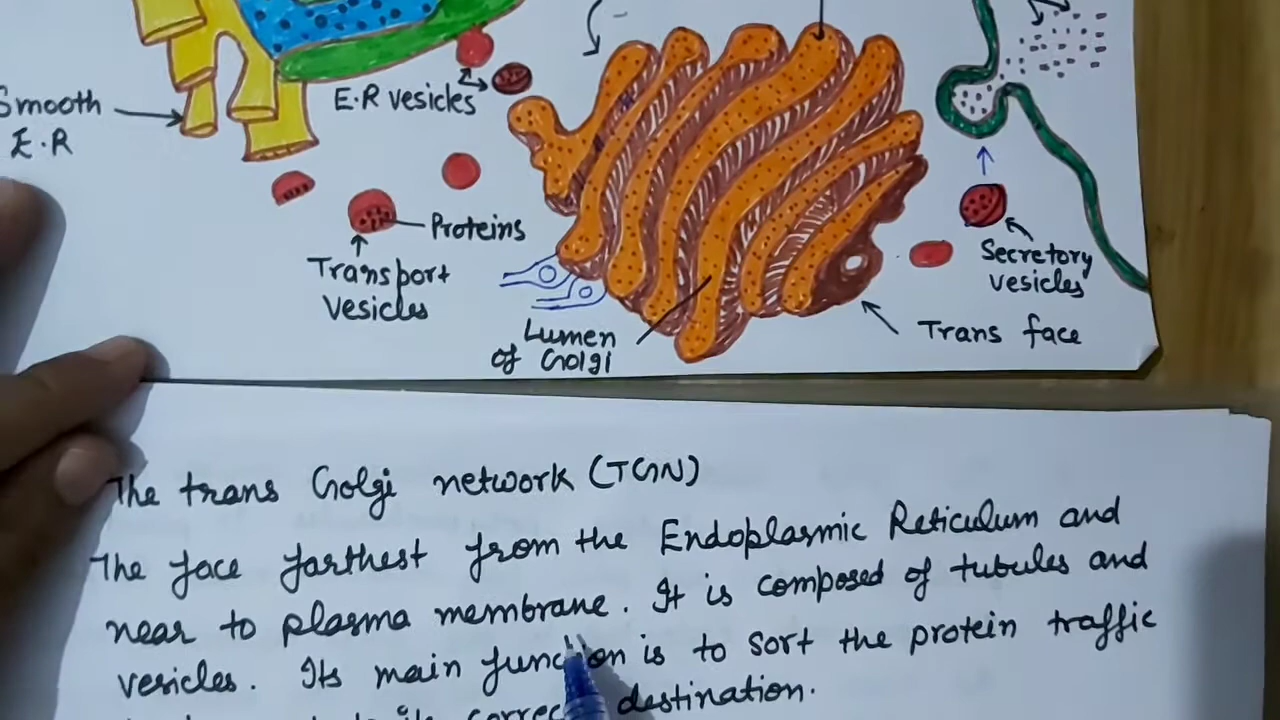 Smooth
E.R
E.R vesicles
Proteins
Transport
vesicles
Lumen
of Golgi
Secretory
vesicles
Trans face
The trans Golgi network (TGN)
The face farthest from the Endoplasmic Reticulum and
near to plasma membrane. It is composed of tubules and
vesicles. Its main function is to sort the protein traffic
correc destination.